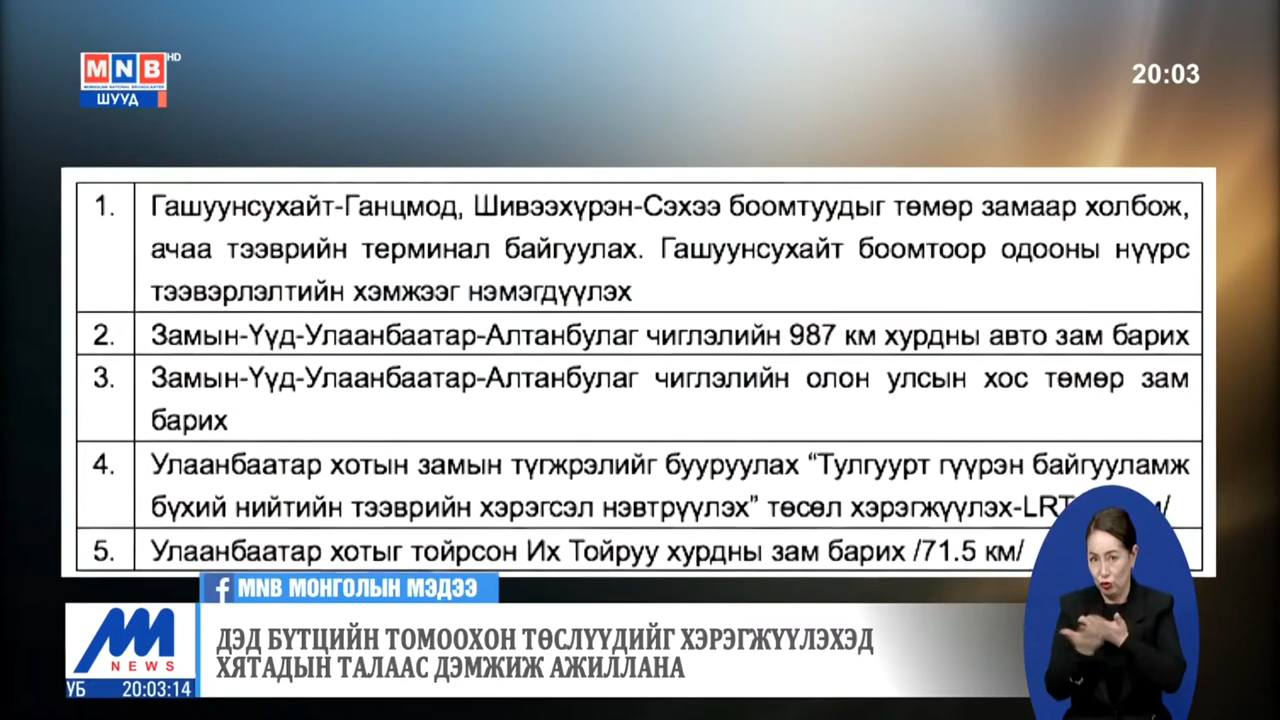 MNB HD
MONGOLIAN NATIONAL BROADCASTER
ШУУД
20:03
1. Гашуунсухайт-Ганцмод, Шивээхүрэн-Сэхээ боомтуудыг төмөр замаар холбож,
ачаа тээврийн терминал байгуулах. Гашуунсухайт боомтоор одооны нүүрс
тээвэрлэлтийн хэмжээг нэмэгдүүлэх
2. Замын-Үүд-Улаанбаатар-Алтанбулаг чиглэлийн 987 км хурдны авто зам барих
3. Замын-Үүд-Улаанбаатар-Алтанбулаг чиглэлийн олон улсын хос төмөр зам
барих
4. Улаанбаатар хотын замын түгжрэлийг бууруулах “Тулгуурт гүүрэн байгууламж
бүхий нийтийн тээврийн хэрэгсэл нэвтрүүлэх” төсөл хэрэгжүүлэх-LRT
5. Улаанбаатар хотыг тойрсон Их Тойруу хурдны зам барих /71.5 км/
f MNB МОНГОЛЫН МЭДЭЭ
ДЭД БҮТЦИЙН ТОМООХОН ТӨСЛҮҮДИЙГ ХЭРЭГЖҮҮЛЭХЭД
ХЯТАДЫН ТАЛААС ДЭМЖИЖ АЖИЛЛАНА
NEWS
УБ 20:03:14